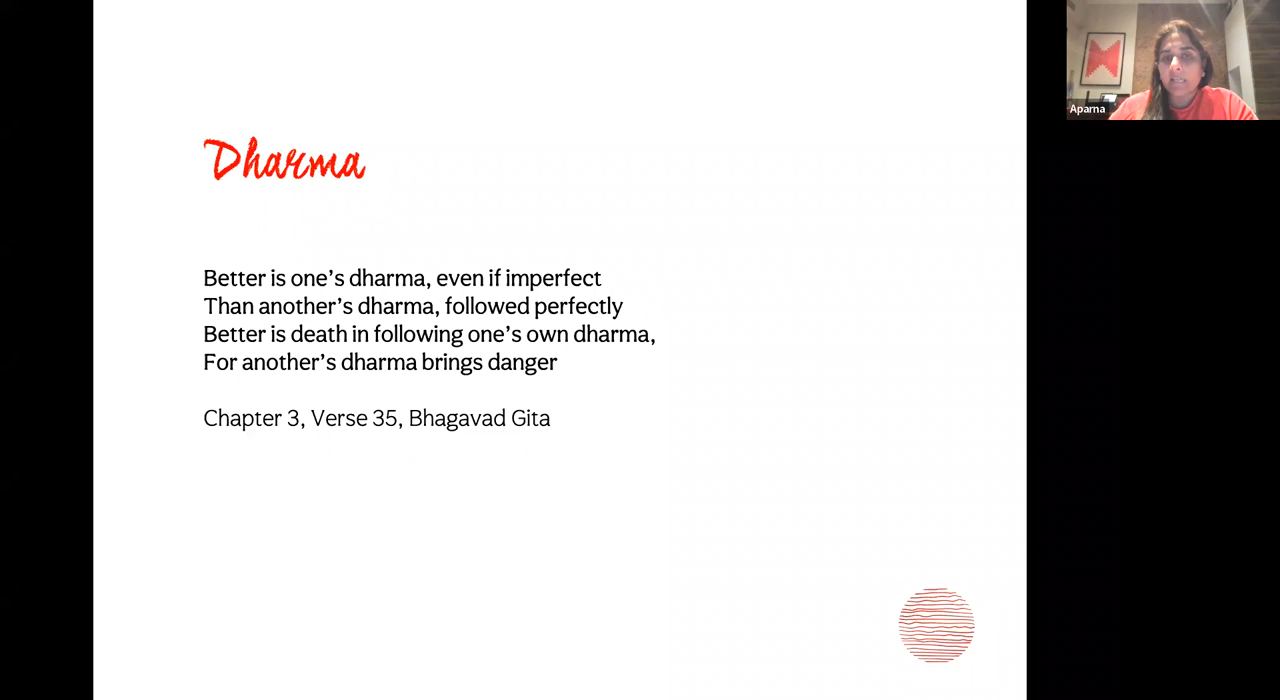 Dharma
Better is one’s dharma, even if imperfect
Than another’s dharma, followed perfectly
Better is death in following one’s own dharma,
For another’s dharma brings danger
Chapter 3, Verse 35, Bhagavad Gita
Aparna